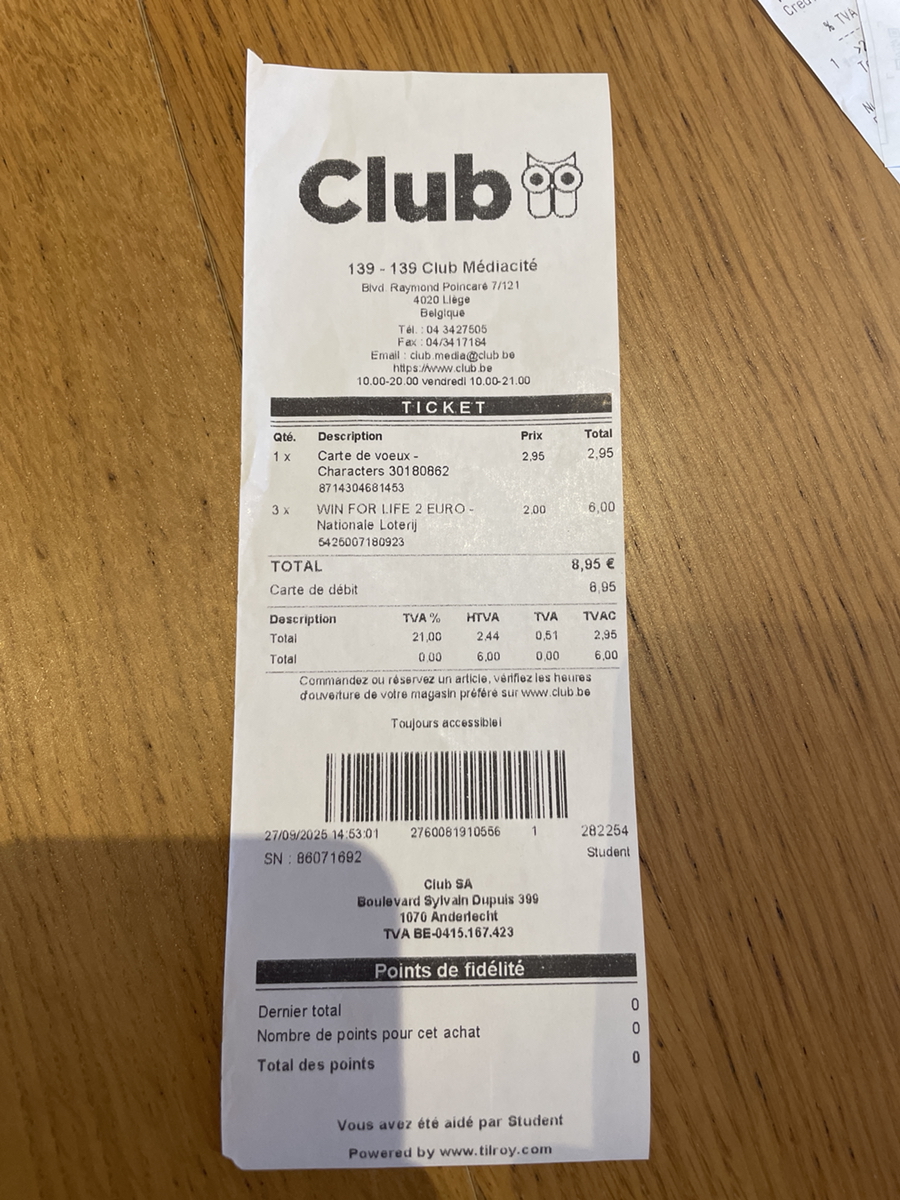 Club
139 - 139 Club Médiacité
Blvd. Raymond Poincaré 7/121
4020 Liège
Belgique
Tél. : 04 3427505
Fax : 04/3417184
Email : club.media@club.be
https://www.club.be
10.00-20.00 vendredi 10.00-21.00
TICKET
Qté. Description Prix Total
1 x Carte de voeux - 2,95 2,95
Characters 30180862
8714304681453
3 x WIN FOR LIFE 2 EURO - 2,00 6,00
Nationale Loterij
5425007180923
TOTAL 8,95 €
Carte de débit 8,95
Description TVA % HTVA TVA TVAC
Total 21,00 2,44 0,51 2,95
Total 0,00 6,00 0,00 6,00
Commandez ou réservez un article, vérifiez les heures
d'ouverture de votre magasin préféré sur www.club.be
Toujours accessible!
27/09/2025 14:53:01 2760081910556 1 282254
SN : 86071692 Student
Club SA
Boulevard Sylvain Dupuis 399
1070 Anderlecht
TVA BE-0415.167.423
Points de fidélité
Dernier total 0
Nombre de points pour cet achat 0
Total des points 0
Vous avez été aidé par Student
Powered by www.tilroy.com
% TVA
1